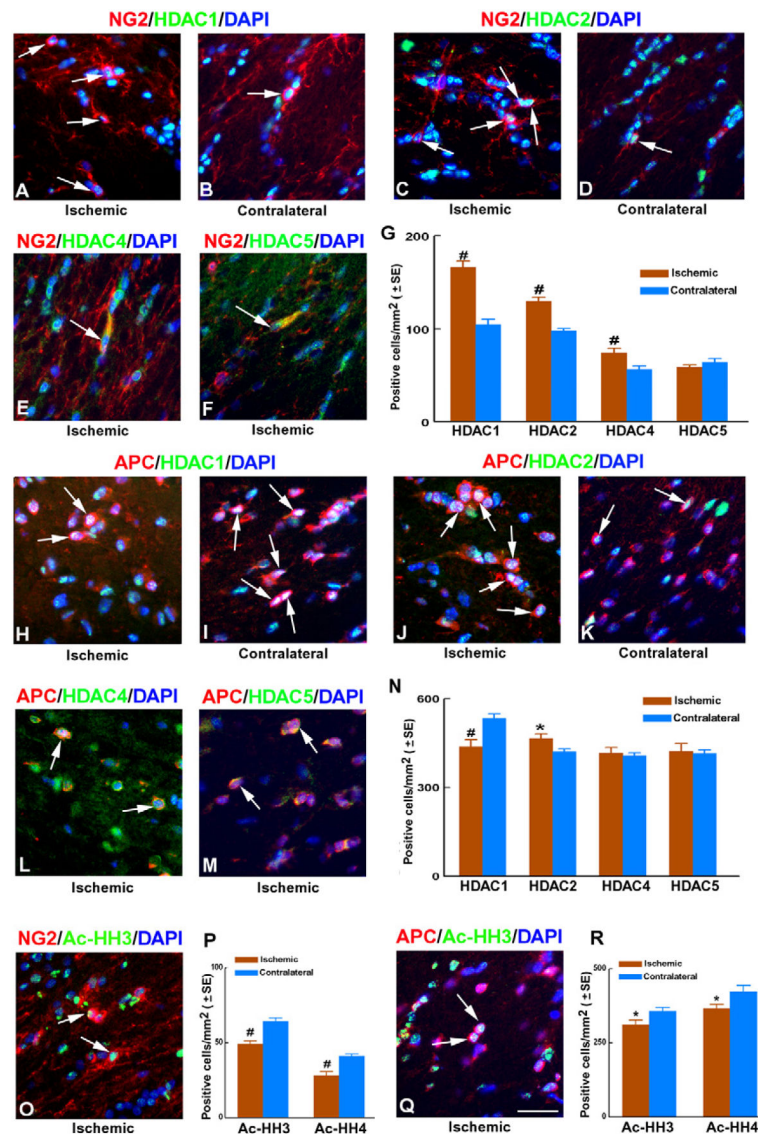 NG2/HDAC1/DAPI NG2/HDAC2/DAPI
A B C D
Ischemic Contralateral Ischemic Contralateral
NG2/HDAC4/DAPI NG2/HDAC5/DAPI
E F
Ischemic Ischemic
G
Positive cells/mm² (±SE)
200
100
0
Ischemic
Contralateral
# # #
HDAC1 HDAC2 HDAC4 HDAC5
APC/HDAC1/DAPI APC/HDAC2/DAPI
H I J K
Ischemic Contralateral Ischemic Contralateral
APC/HDAC4/DAPI APC/HDAC5/DAPI
L M
Ischemic Ischemic
N
Positive cells/mm² (±SE)
600
300
0
Ischemic
Contralateral
# *
HDAC1 HDAC2 HDAC4 HDAC5
NG2/Ac-HH3/DAPI
O
Ischemic
P
Positive cells/mm² (±SE)
100
50
0
Ischemic
Contralateral
# #
Ac-HH3 Ac-HH4
APC/Ac-HH3/DAPI
Q
Ischemic
R
Positive cells/mm² (±SE)
500
250
0
Ischemic
Contralateral
* *
Ac-HH3 Ac-HH4